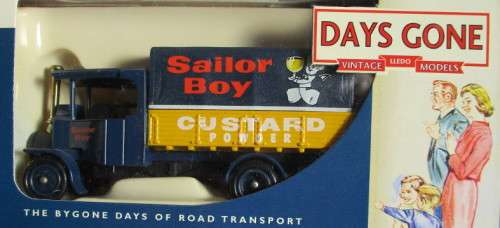 DAYS GONE
VINTAGE LLEDO MODELS
Sailor
Boy
CUSTARD
POWDER
THE BYGONE DAYS OF ROAD TRANSPORT